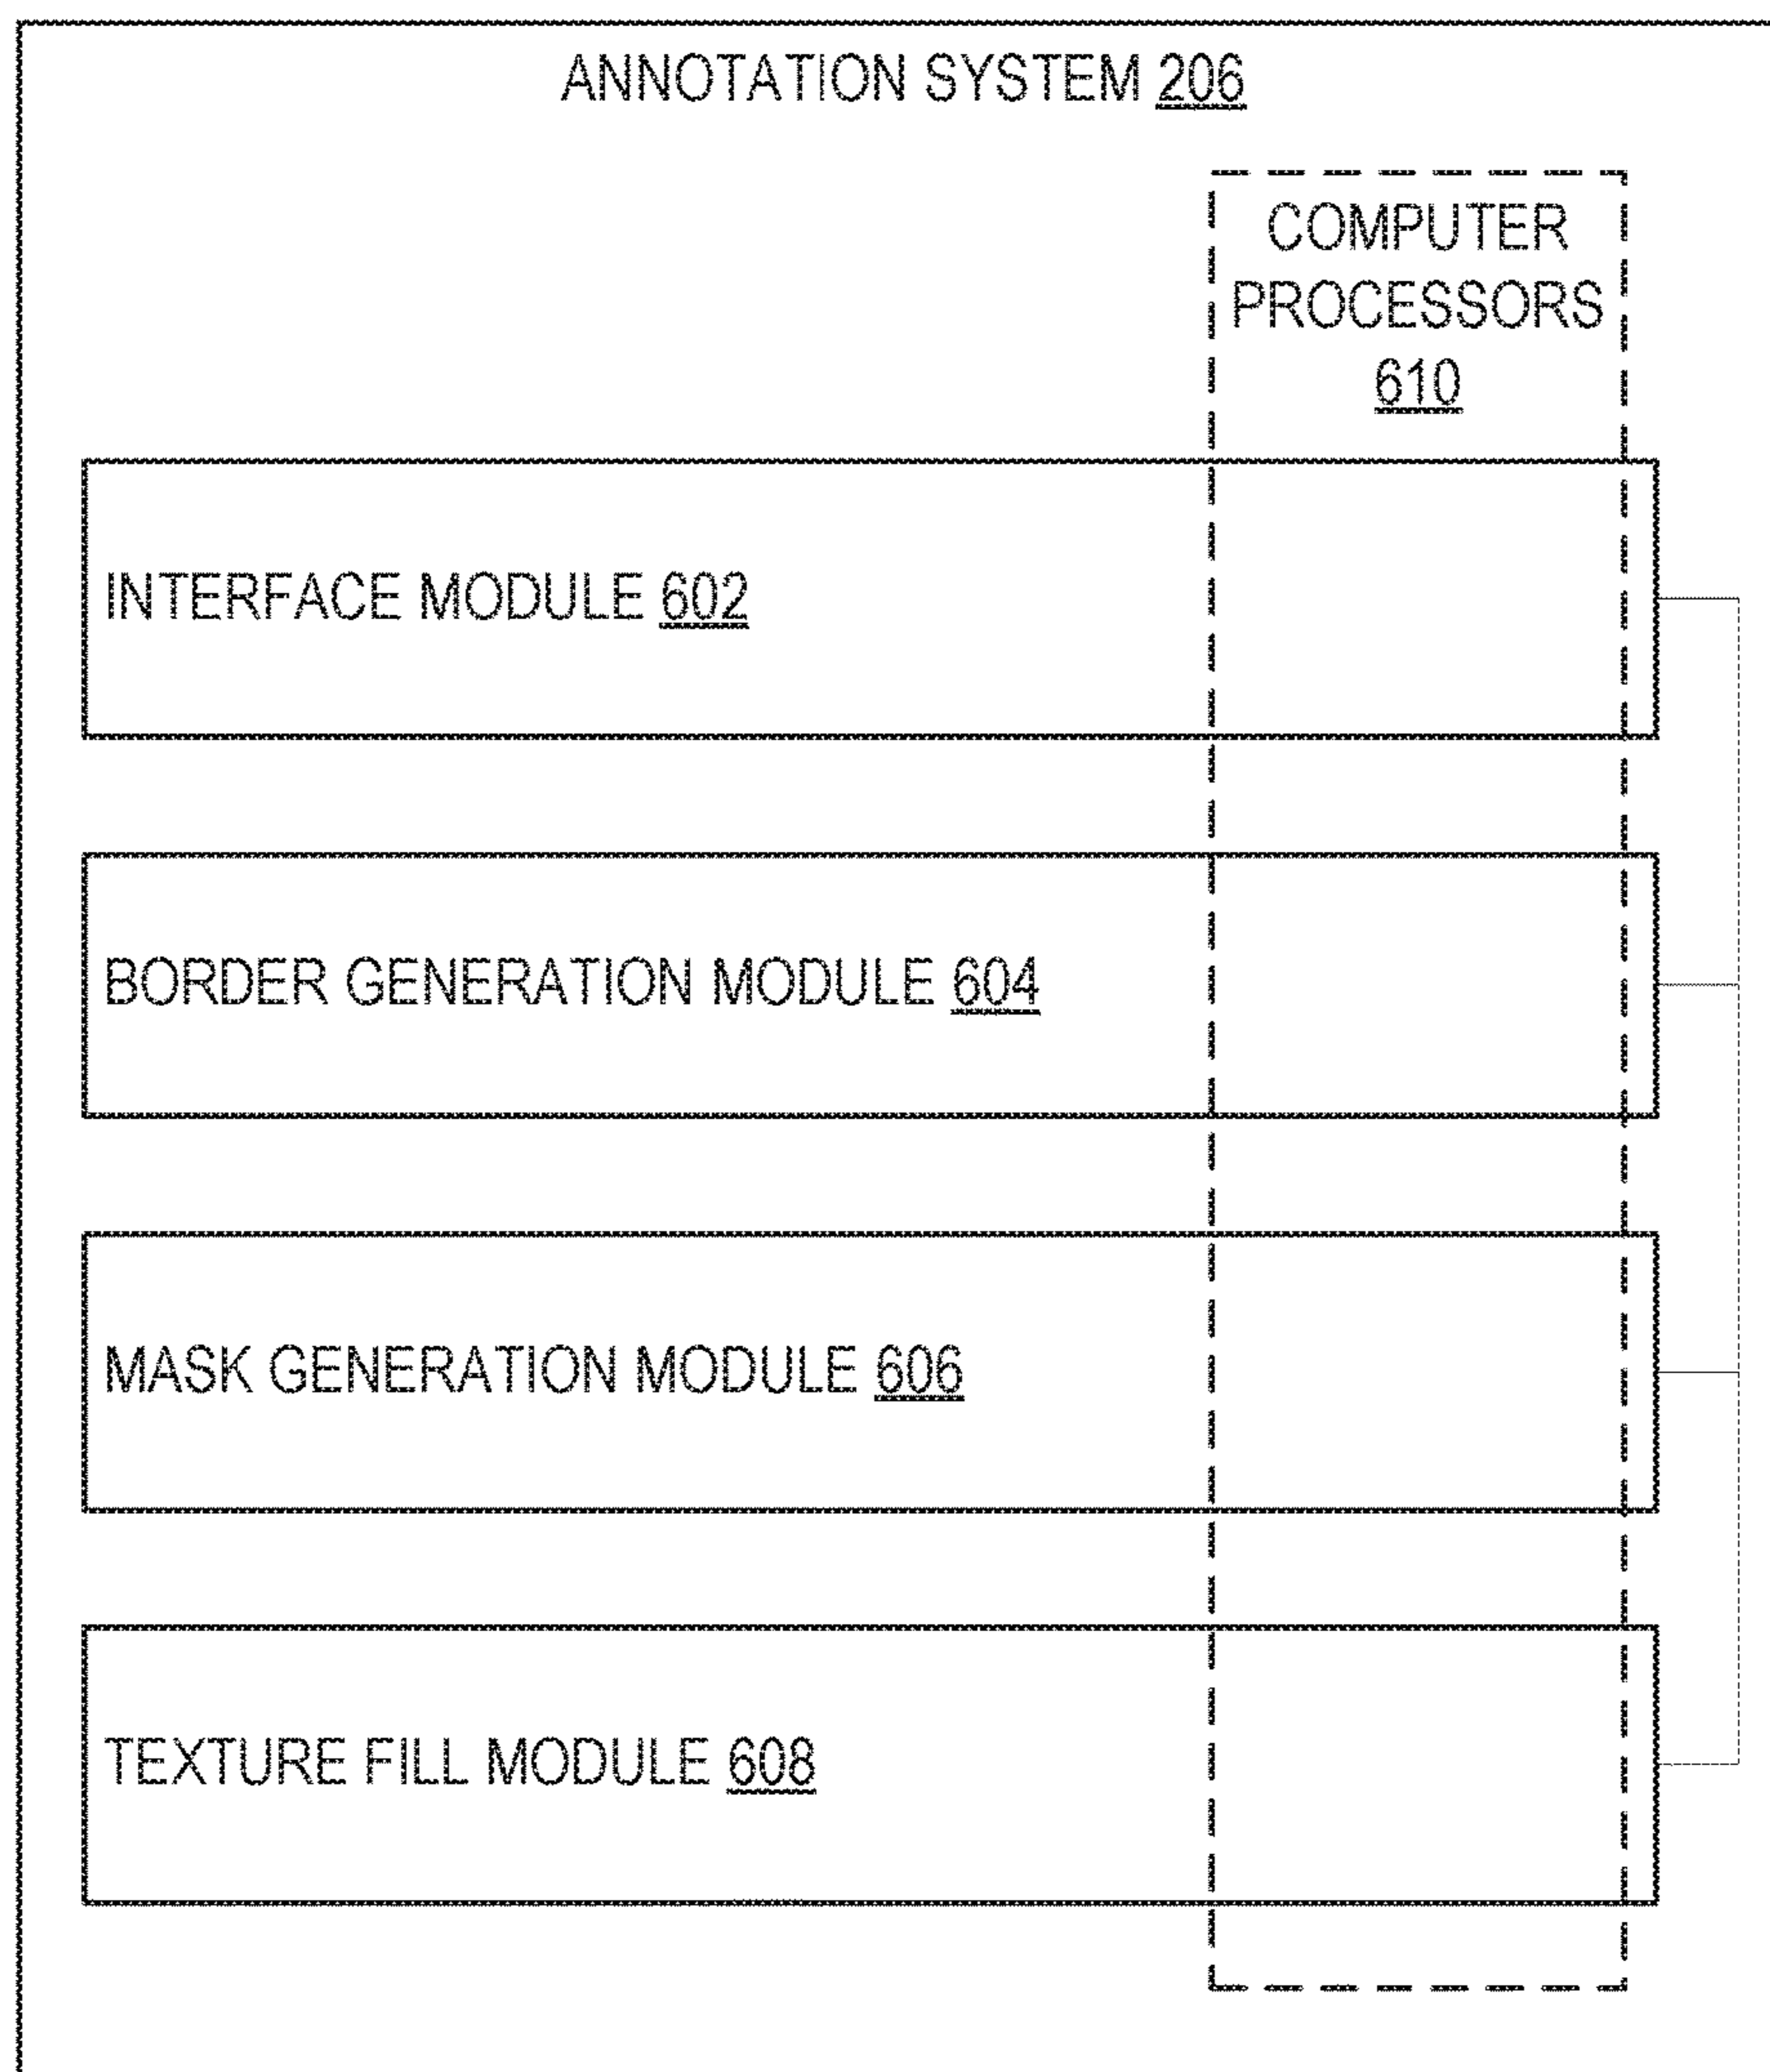 ANNOTATION SYSTEM 206
COMPUTER
PROCESSORS
610
INTERFACE MODULE 602
BORDER GENERATION MODULE 604
MASK GENERATION MODULE 606
TEXTURE FILL MODULE 608